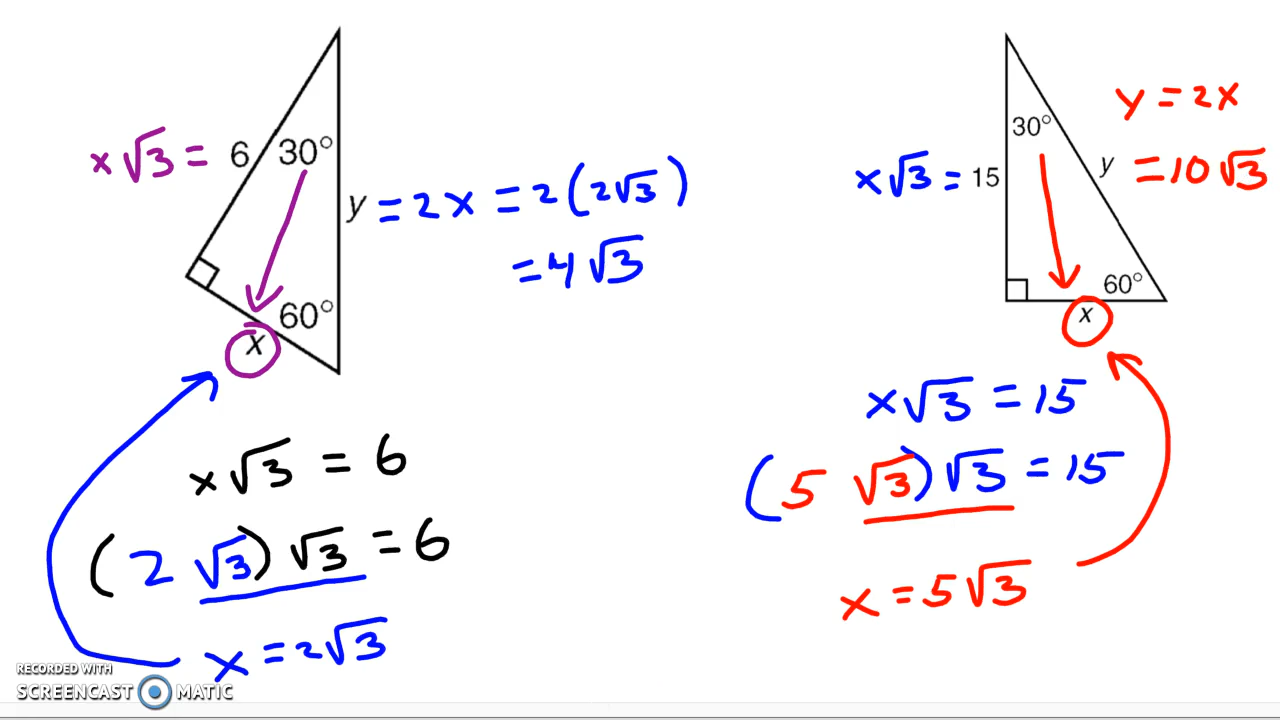 x√3 = 6
30°
y = 2x = 2(2√3)
= 4√3
60°
x
x√3 = 6
(2 √3)√3 = 6
x = 2√3
y = 2x
30°
x√3 = 15
y = 10√3
60°
x
x√3 = 15
(5 √3)√3 = 15
x = 5√3
RECORDED WITH
SCREENCAST MATIC